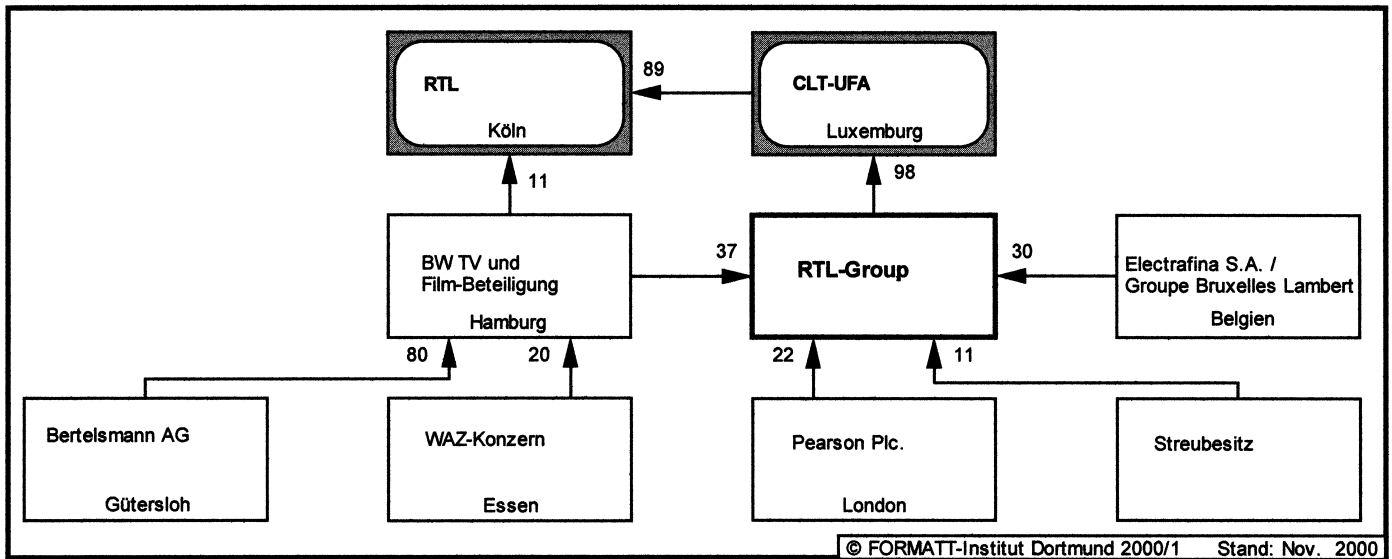 RTL
Köln
89
CLT-UFA
Luxemburg
11
98
BW TV und
Film-Beteiligung
Hamburg
37
RTL-Group
30
Electrafina S.A. /
Groupe Bruxelles Lambert
Belgien
80
20
22
11
Bertelsmann AG
Gütersloh
WAZ-Konzern
Essen
Pearson Plc.
London
Streubesitz
© FORMATT-Institut Dortmund 2000/1 Stand: Nov. 2000